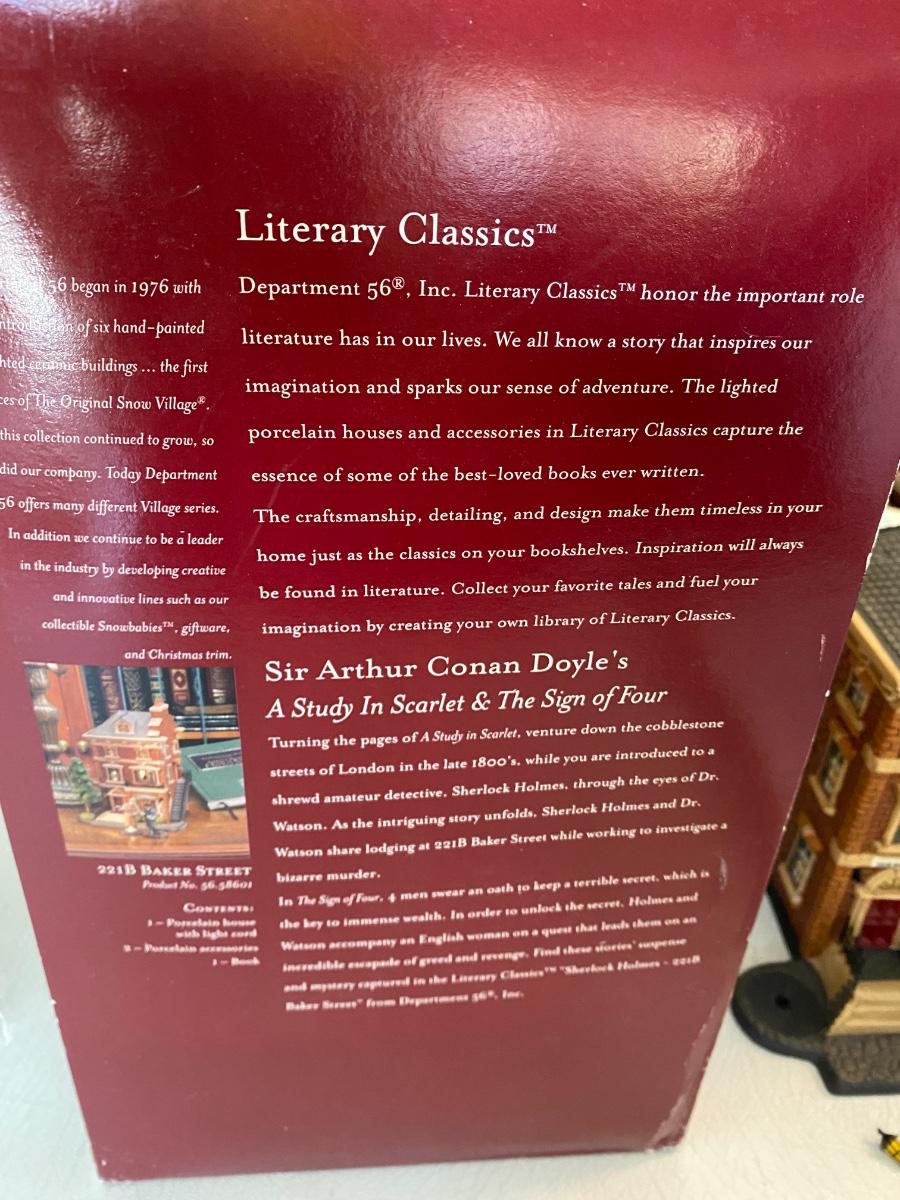 Literary Classics™
Department 56®, Inc. Literary Classics™ honor the important role
literature has in our lives. We all know a story that inspires our
imagination and sparks our sense of adventure. The lighted
porcelain houses and accessories in Literary Classics capture the
essence of some of the best-loved books ever written.
The craftsmanship, detailing, and design make them timeless in your
home just as the classics on your bookshelves. Inspiration will always
be found in literature. Collect your favorite tales and fuel your
imagination by creating your own library of Literary Classics.
Sir Arthur Conan Doyle's
A Study In Scarlet & The Sign of Four
Turning the pages of A Study in Scarlet, venture down the cobblestone
streets of London in the late 1800's, while you are introduced to a
shrewd amateur detective, Sherlock Holmes, through the eyes of Dr.
Watson. As the intriguing story unfolds, Sherlock Holmes and Dr.
Watson share lodging at 221B Baker Street while working to investigate a
bizarre murder.
In The Sign of Four, 4 men swear an oath to keep a terrible secret, which is
the key to immense wealth. In order to unlock the secret, Holmes and
Watson accompany an English woman on a quest that leads them on an
incredible escapade of greed and revenge. Find these stories' suspense
and mystery captured in the Literary Classics™ "Sherlock Holmes - 221B
Baker Street" from Department 56®, Inc.
56 began in 1976 with
of six hand-painted
ceramic buildings ... the first
of The Original Snow Village®.
this collection continued to grow, so
did our company. Today Department
56 offers many different Village series.
In addition we continue to be a leader
in the industry by developing creative
and innovative lines such as our
collectible Snowbabies™, giftware,
and Christmas trim.
221B Baker Street
Product No. 56.58601
Contents:
1 – Porcelain house
with light cord
2 – Porcelain accessories
1 – Book